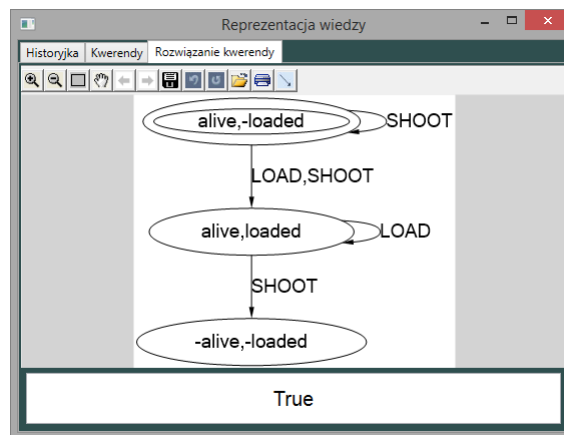 Reprezentacja wiedzy
Historyjka Kwerendy Rozwiązanie kwerendy
alive,-loaded SHOOT
LOAD,SHOOT
alive,loaded LOAD
SHOOT
-alive,-loaded
True